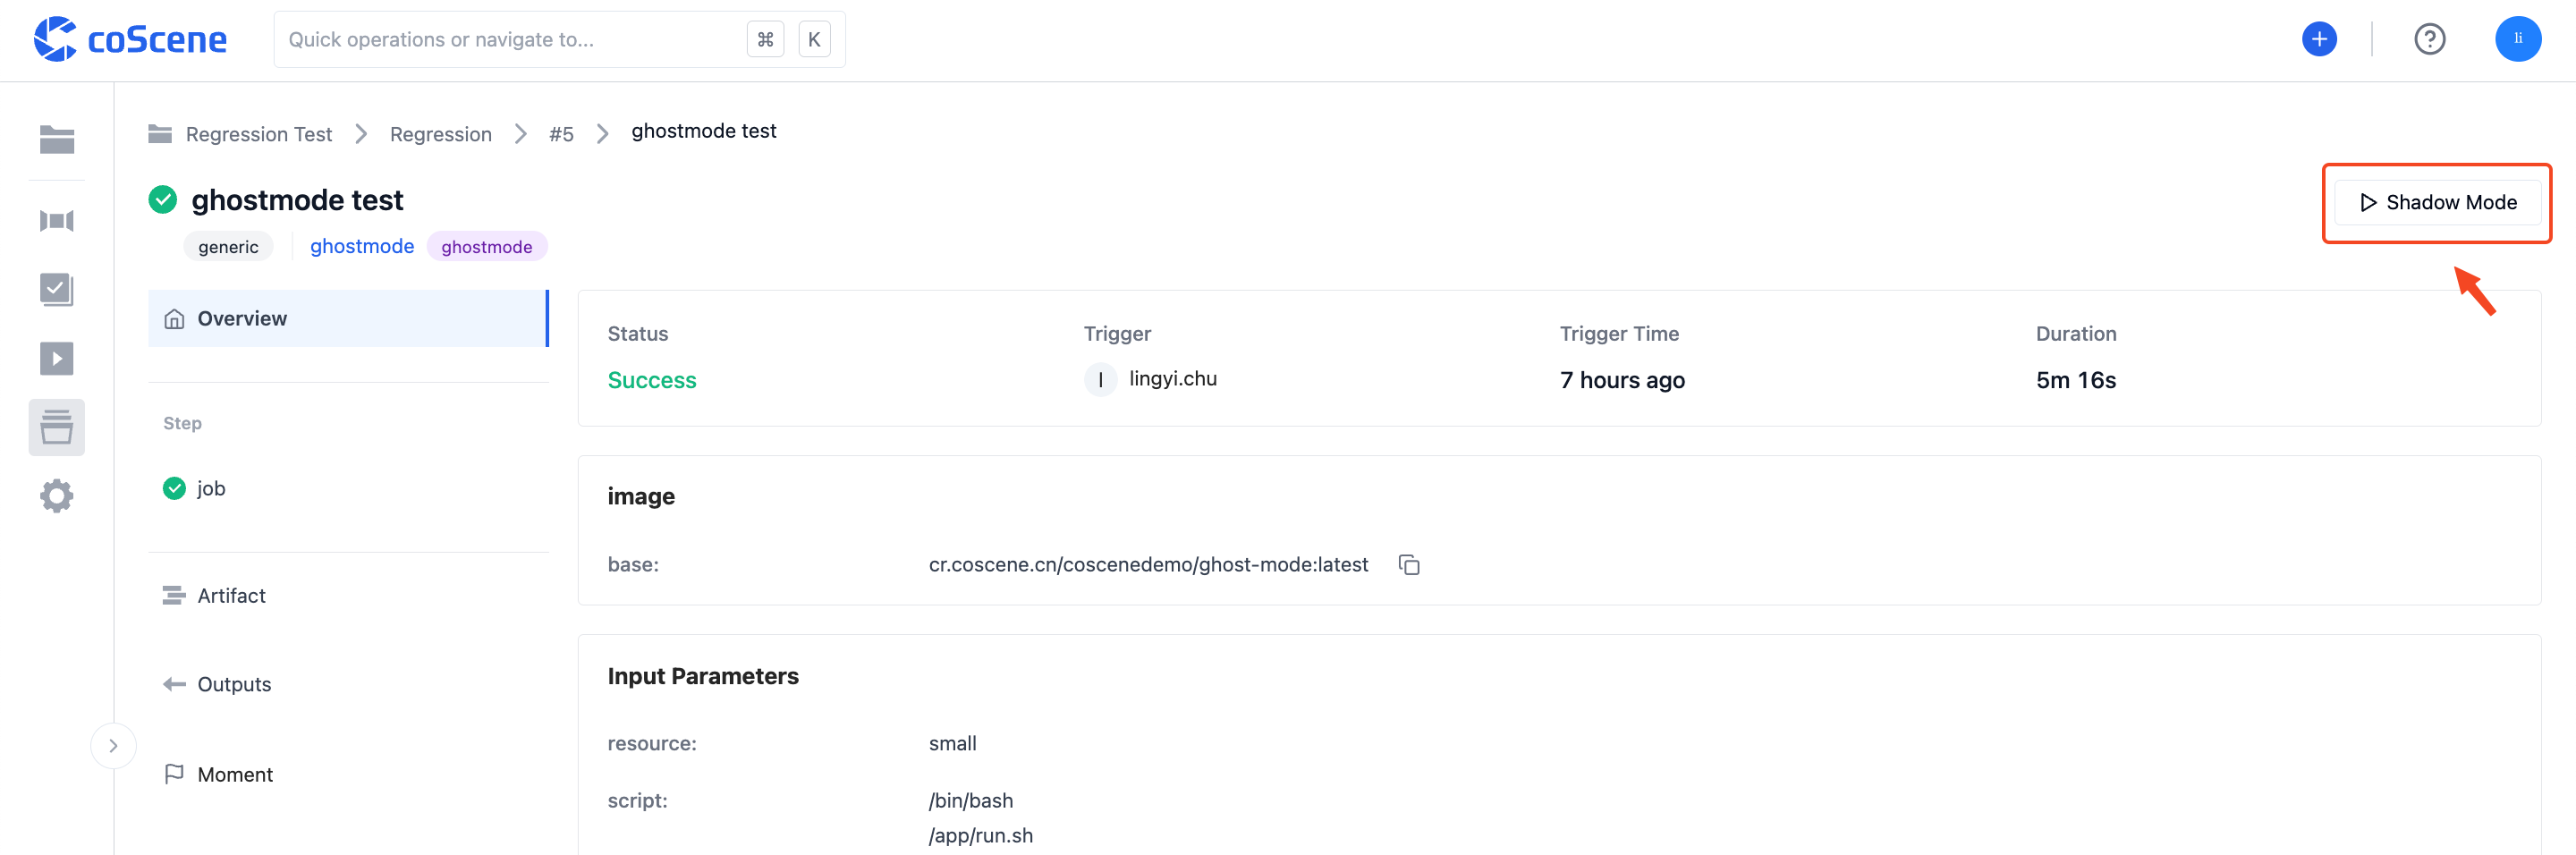 coScene
Quick operations or navigate to...
⌘ K
li
Regression Test
Regression
#5
ghostmode test
ghostmode test
Shadow Mode
generic
ghostmode
ghostmode
Overview
Status
Trigger
Trigger Time
Duration
Success
l
lingyi.chu
7 hours ago
5m 16s
Step
job
image
base:
cr.coscene.cn/coscenedemo/ghost-mode:latest
Artifact
Outputs
Moment
Input Parameters
resource:
small
script:
/bin/bash
/app/run.sh